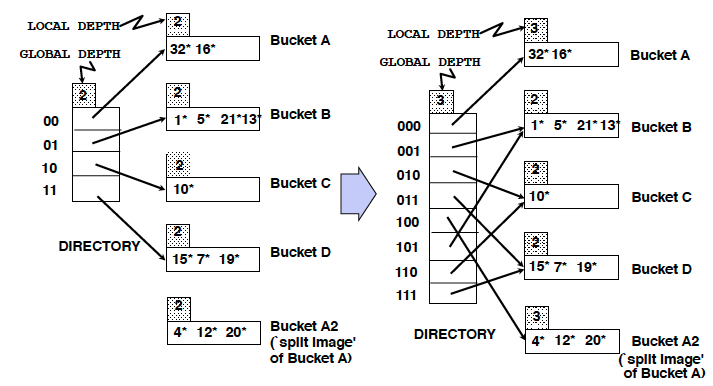 LOCAL DEPTH
GLOBAL DEPTH
2
2
32* 16*
Bucket A
00
01
10
11
2
1* 5* 21*13*
Bucket B
2
10*
Bucket C
DIRECTORY
2
15* 7* 19*
Bucket D
2
4* 12* 20*
Bucket A2
(`split image'
of Bucket A)
LOCAL DEPTH
GLOBAL DEPTH
3
3
32* 16*
Bucket A
000
001
010
011
100
101
110
111
2
1* 5* 21*13*
Bucket B
2
10*
Bucket C
2
15* 7* 19*
Bucket D
DIRECTORY
3
4* 12* 20*
Bucket A2
(`split image'
of Bucket A)